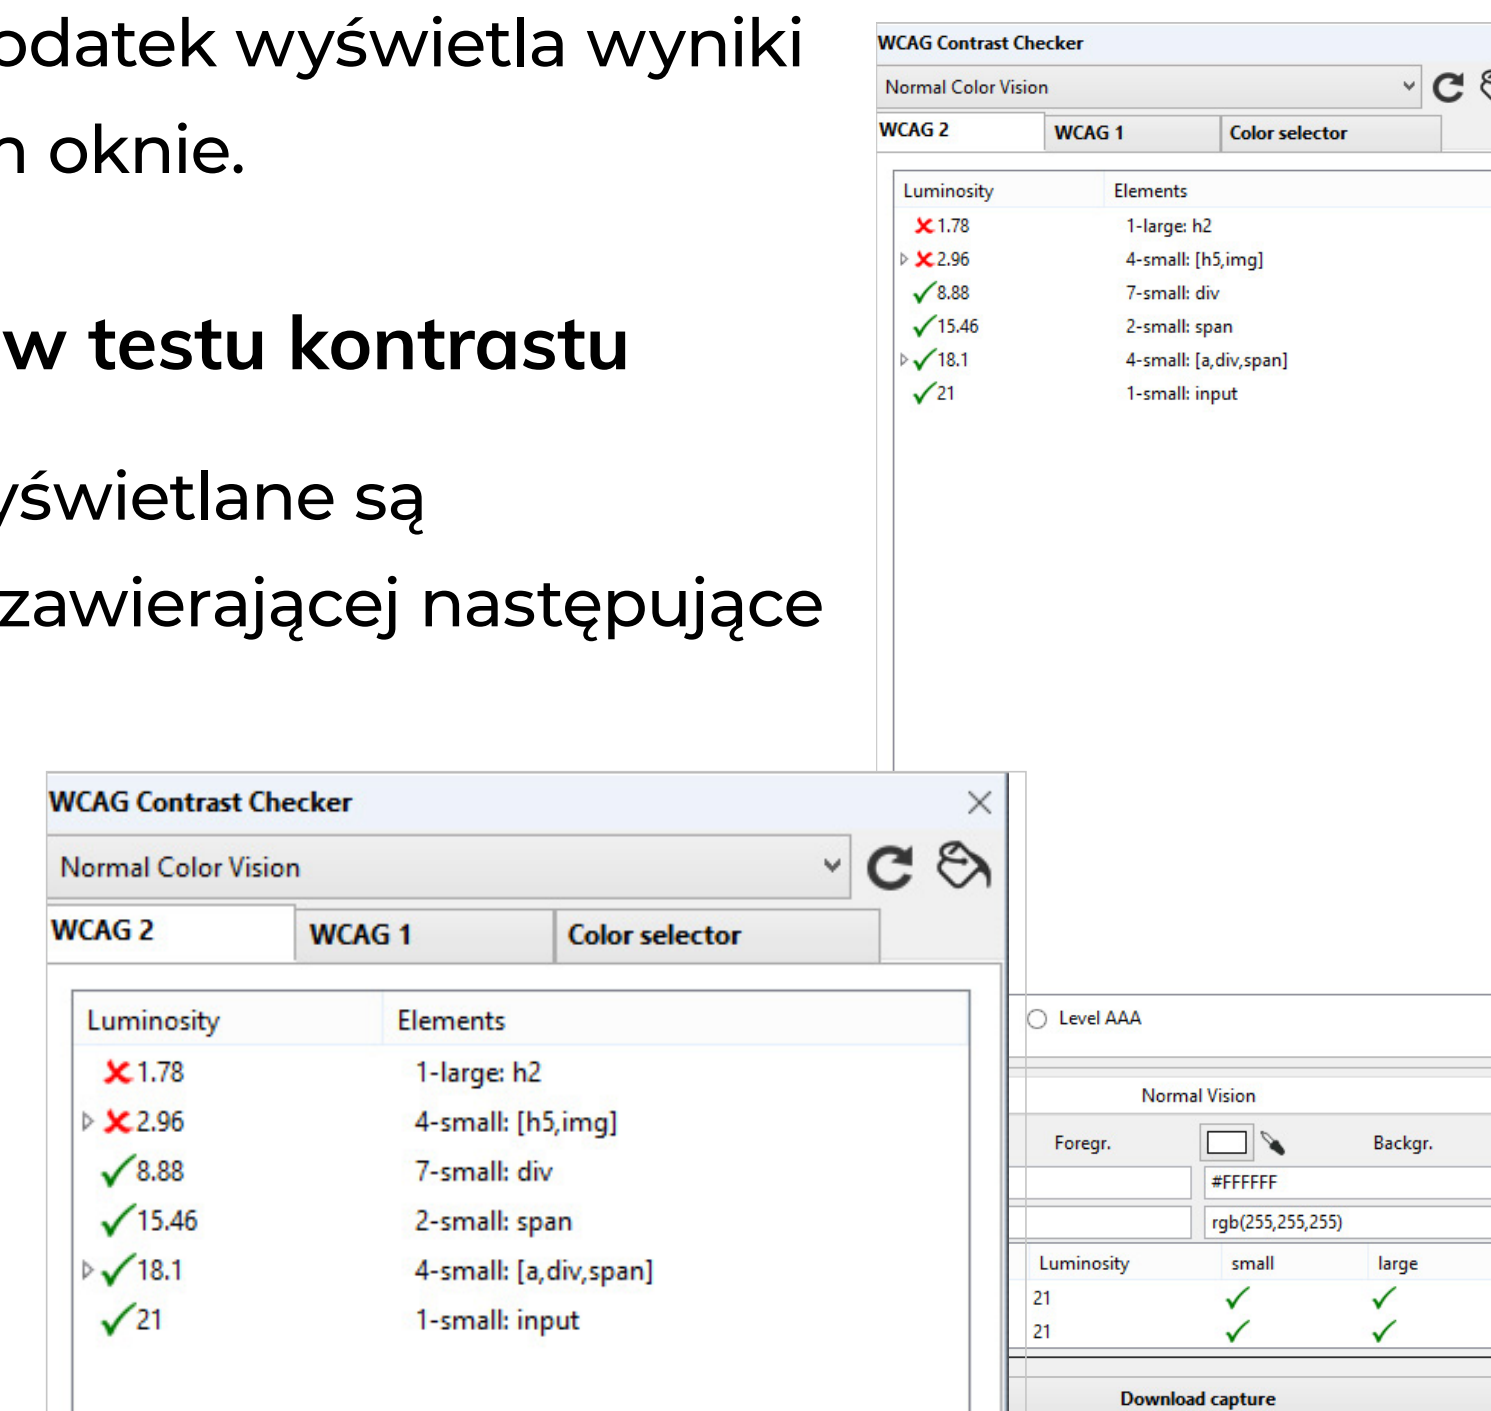 odatek wyświetla wyniki
oknie.
w testu kontrastu
yświetlane są
zawierającej następujące
WCAG Contrast Checker
Normal Color Vision
WCAG 2 WCAG 1 Color selector
Luminosity Elements
1.78 1-large: h2
2.96 4-small: [h5,img]
8.88 7-small: div
15.46 2-small: span
18.1 4-small: [a,div,span]
21 1-small: input
WCAG Contrast Checker
Normal Color Vision
WCAG 2 WCAG 1 Color selector
Luminosity Elements
1.78 1-large: h2
2.96 4-small: [h5,img]
8.88 7-small: div
15.46 2-small: span
18.1 4-small: [a,div,span]
21 1-small: input
Level AAA
Normal Vision
Foregr. Backgr.
#FFFFFF
rgb(255,255,255)
Luminosity small large
21
21
Download capture